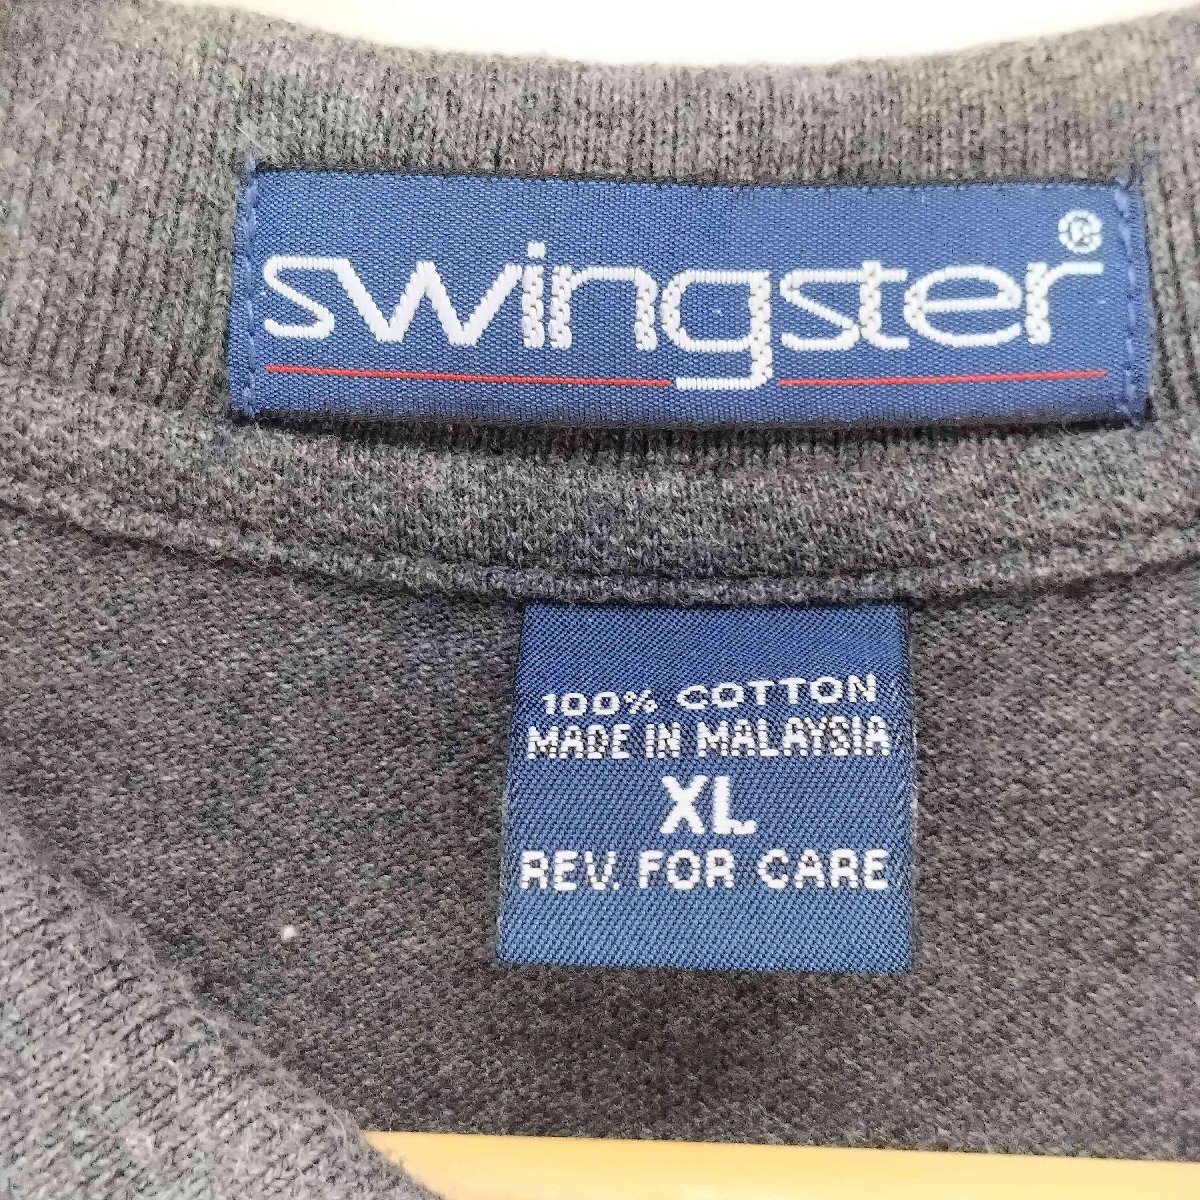 swingster®
100% COTTON
MADE IN MALAYSIA
XL
REV. FOR CARE